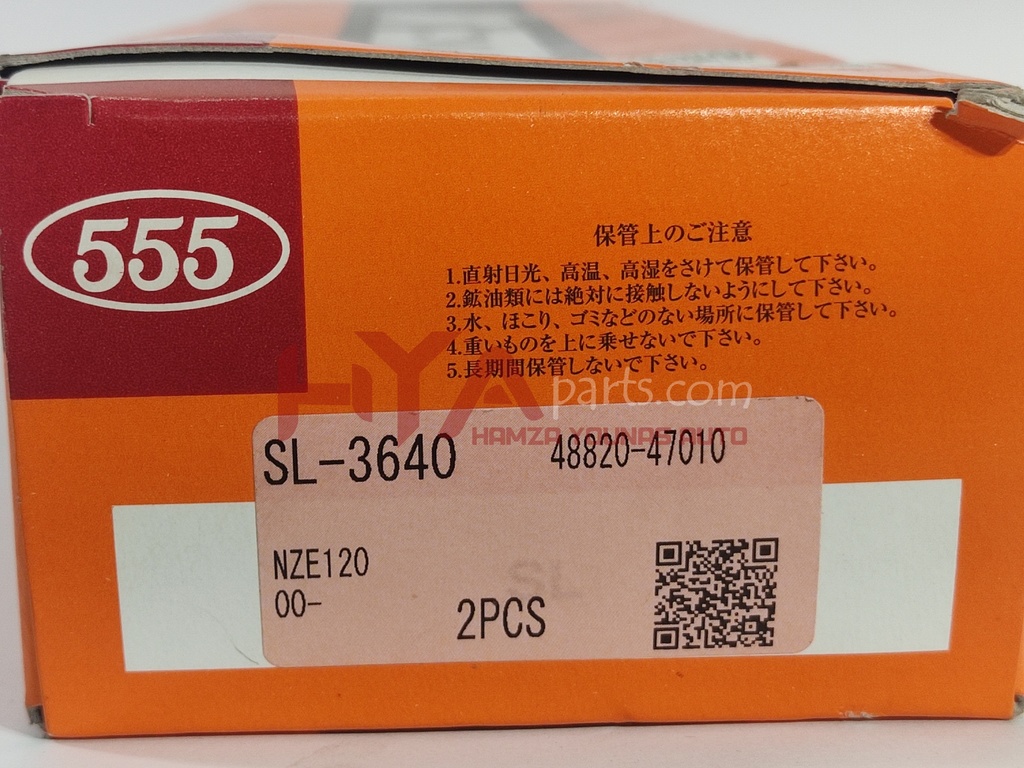 555
保管上のご注意
1.直射日光、高温、高湿をさけて保管して下さい。
2.鉱油類には絶対に接触しないようにして下さい。
3.水、ほこり、ゴミなどのない場所に保管して下さい。
4.重いものを上に乗せないで下さい。
5.長期間保管しないで下さい。
HYAparts.com
HAMZA YOUNAS AUTO
SL-3640 48820-47010
NZE120
00-
SL
2PCS